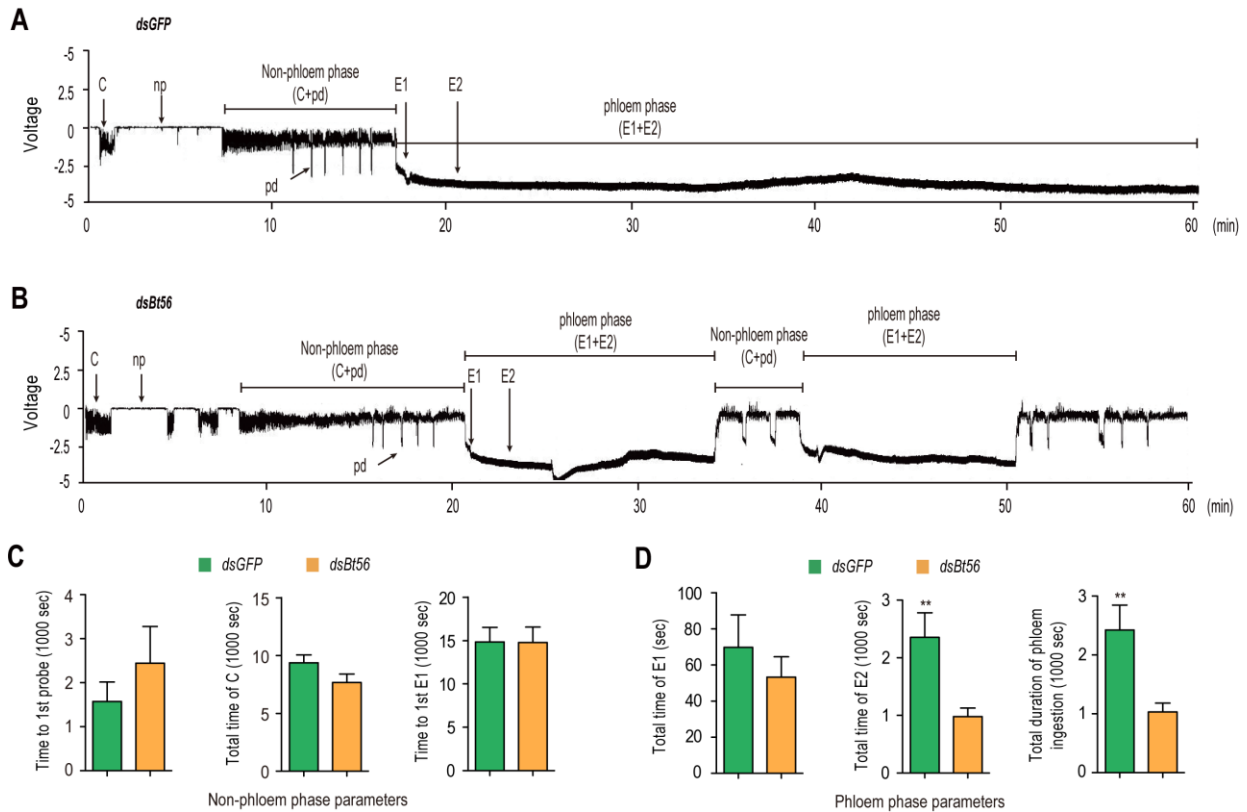 A
dsGFP
-5
2.5
0
-2.5
-5
Voltage
C
np
Non-phloem phase
(C+pd)
pd
E1
E2
phloem phase
(E1+E2)
0
10
20
30
40
50
60
(min)
B
dsBt56
-5
2.5
0
-2.5
-5
Voltage
C
np
Non-phloem phase
(C+pd)
pd
E1
E2
phloem phase
(E1+E2)
Non-phloem phase
(C+pd)
phloem phase
(E1+E2)
0
10
20
30
40
50
60
(min)
C
dsGFP
dsBt56
Time to 1st probe (1000 sec)
4
3
2
1
0
Total time of C (1000 sec)
15
10
5
0
Time to 1st E1 (1000 sec)
20
15
10
5
0
Non-phloem phase parameters
D
dsGFP
dsBt56
Total time of E1 (sec)
100
80
60
40
20
0
Total time of E2 (1000 sec)
3
2
1
0
**
Total duration of phloem
ingestion (1000 sec)
3
2
1
0
**
Phloem phase parameters